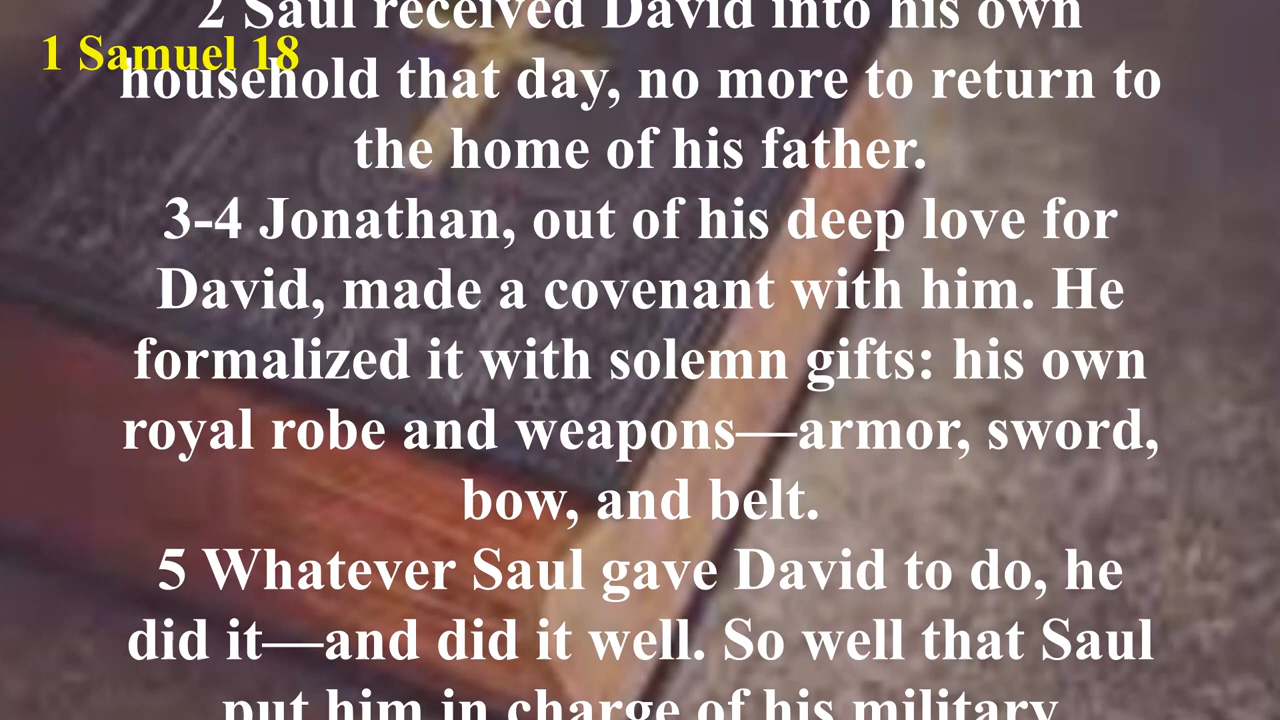 2 Saul received David into his own
1 Samuel 18
household that day, no more to return to
the home of his father.
3-4 Jonathan, out of his deep love for
David, made a covenant with him. He
formalized it with solemn gifts: his own
royal robe and weapons—armor, sword,
bow, and belt.
5 Whatever Saul gave David to do, he
did it—and did it well. So well that Saul
put him in charge of his military